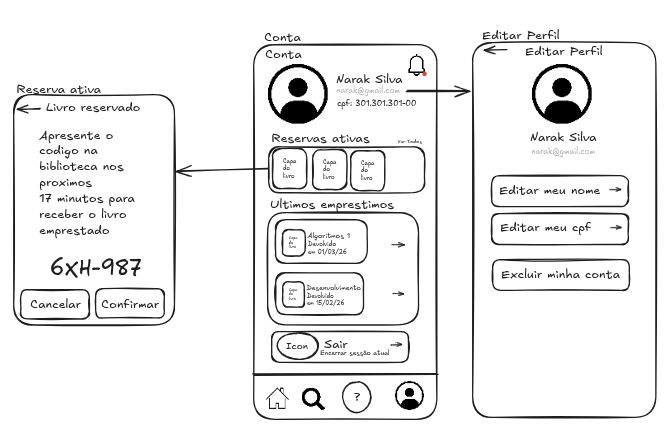 Reserva ativa
Livro reservado
Apresente o
codigo na
biblioteca nos
proximos
17 minutos para
receber o livro
emprestado
6XH-987
Cancelar
Confirmar
Conta
Conta
Narak Silva
narak@gmail.com
cpf: 301.301.301-00
Reservas ativas
Ver Todas
Capa
do
livro
Capa
do
livro
Capa
do
livro
Ultimos emprestimos
Capa
do
livro
Algoritmos 1
Devolvido
em 01/03/26
Capa
do
livro
Desenvolvimento
Devolvido
em 15/02/26
Icon
Sair
Encerrar sessão atual
?
Editar Perfil
Editar Perfil
Narak Silva
narak@gmail.com
Editar meu nome
Editar meu cpf
Excluir minha conta